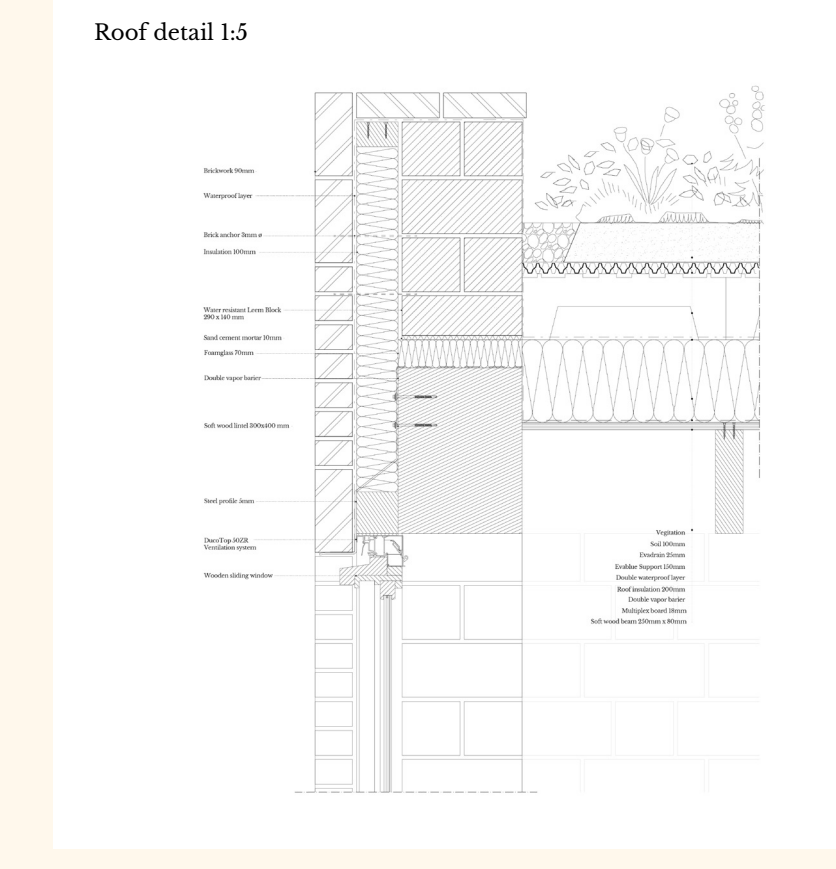 Roof detail 1:5
Brickwork 90mm
Waterproof layer
Brick anchor 3mm ø
Insulation 100mm
Water resistant Leem Block
290 x 140 mm
Sand cement mortar 10mm
Foamglass 70mm
Double vapor barier
Soft wood lintel 300x400 mm
Steel profile 5mm
DucoTop 50ZR
Ventilation system
Wooden sliding window
Vegitation
Soil 100mm
Evadrain 25mm
Evablue Support 150mm
Double waterproof layer
Roof insulation 200mm
Double vapor barier
Multiplex board 18mm
Soft wood beam 250mm x 80mm